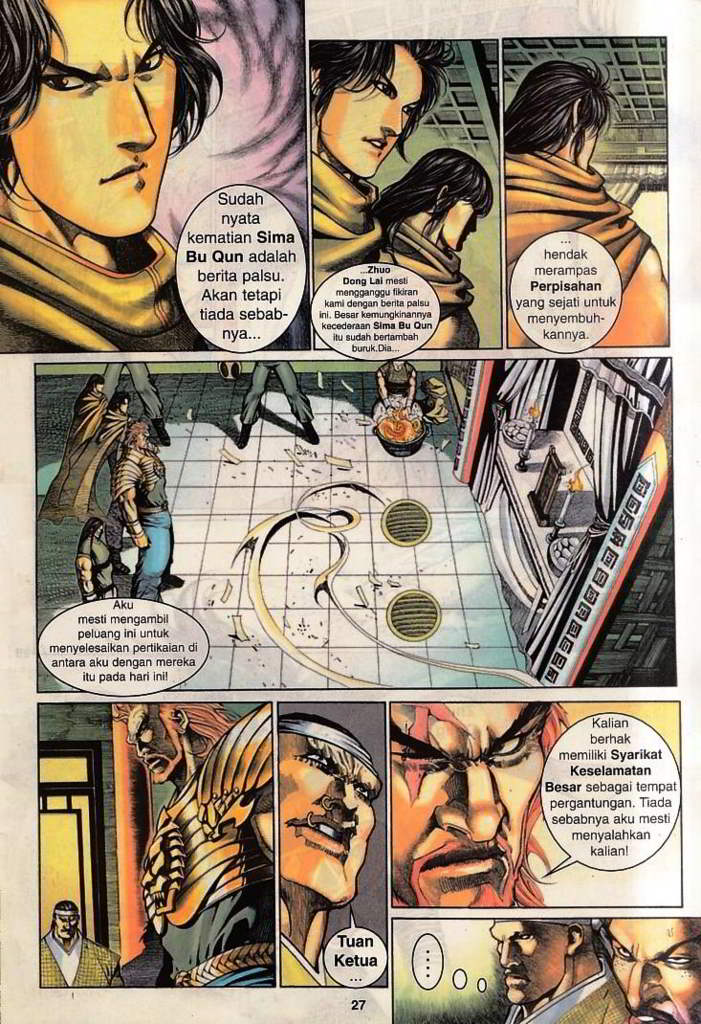 Sudah
nyata
kematian Sima
Bu Qun adalah
berita palsu.
Akan tetapi
tiada sebab-
nya...
...Zhuo
Dong Lai mesti
mengganggu fikiran
kami dengan berita palsu
ini. Besar kemungkinannya
kecederaan Sima Bu Qun
itu sudah bertambah
buruk.Dia...
...
hendak
merampas
Perpisahan
yang sejati untuk
menyembuh-
kannya.
Aku
mesti mengambil
peluang ini untuk
menyelesaikan pertikaian di
antara aku dengan mereka
itu pada hari ini!
Tuan
Ketua
...
Kalian
berhak
memiliki Syarikat
Keselamatan
Besar sebagai tempat
pergantungan. Tiada
sebabnya aku mesti
menyalahkan
kalian!
27